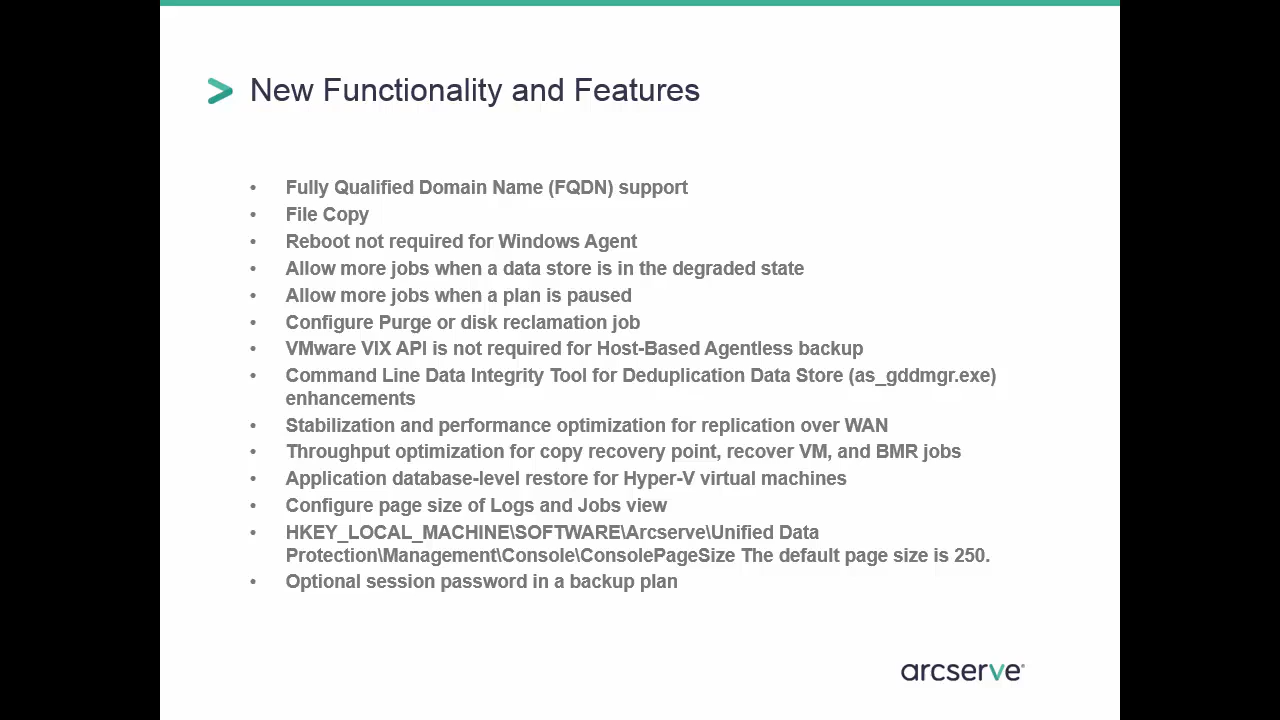 New Functionality and Features
• Fully Qualified Domain Name (FQDN) support
• File Copy
• Reboot not required for Windows Agent
• Allow more jobs when a data store is in the degraded state
• Allow more jobs when a plan is paused
• Configure Purge or disk reclamation job
• VMware VIX API is not required for Host-Based Agentless backup
• Command Line Data Integrity Tool for Deduplication Data Store (as_gddmgr.exe)
enhancements
• Stabilization and performance optimization for replication over WAN
• Throughput optimization for copy recovery point, recover VM, and BMR jobs
• Application database-level restore for Hyper-V virtual machines
• Configure page size of Logs and Jobs view
• HKEY_LOCAL_MACHINE\SOFTWARE\Arcserve\Unified Data
Protection\Management\Console\ConsolePageSize The default page size is 250.
• Optional session password in a backup plan
arcserve®